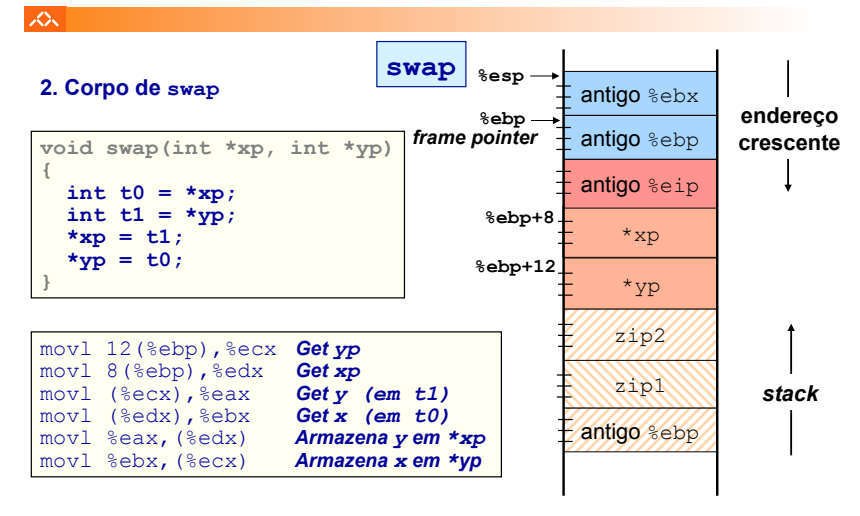 swap
2. Corpo de swap
void swap(int *xp, int *yp)
{
int t0 = *xp;
int t1 = *yp;
*xp = t1;
*yp = t0;
}
movl 12(%ebp),%ecx Get yp
movl 8(%ebp),%edx Get xp
movl (%ecx),%eax Get y (em t1)
movl (%edx),%ebx Get x (em t0)
movl %eax,(%edx) Armazena y em *xp
movl %ebx,(%ecx) Armazena x em *yp
%esp
%ebp
frame pointer
%ebp+8
%ebp+12
antigo %ebx
antigo %ebp
antigo %eip
*xp
*yp
zip2
zip1
antigo %ebp
endereço
crescente
stack